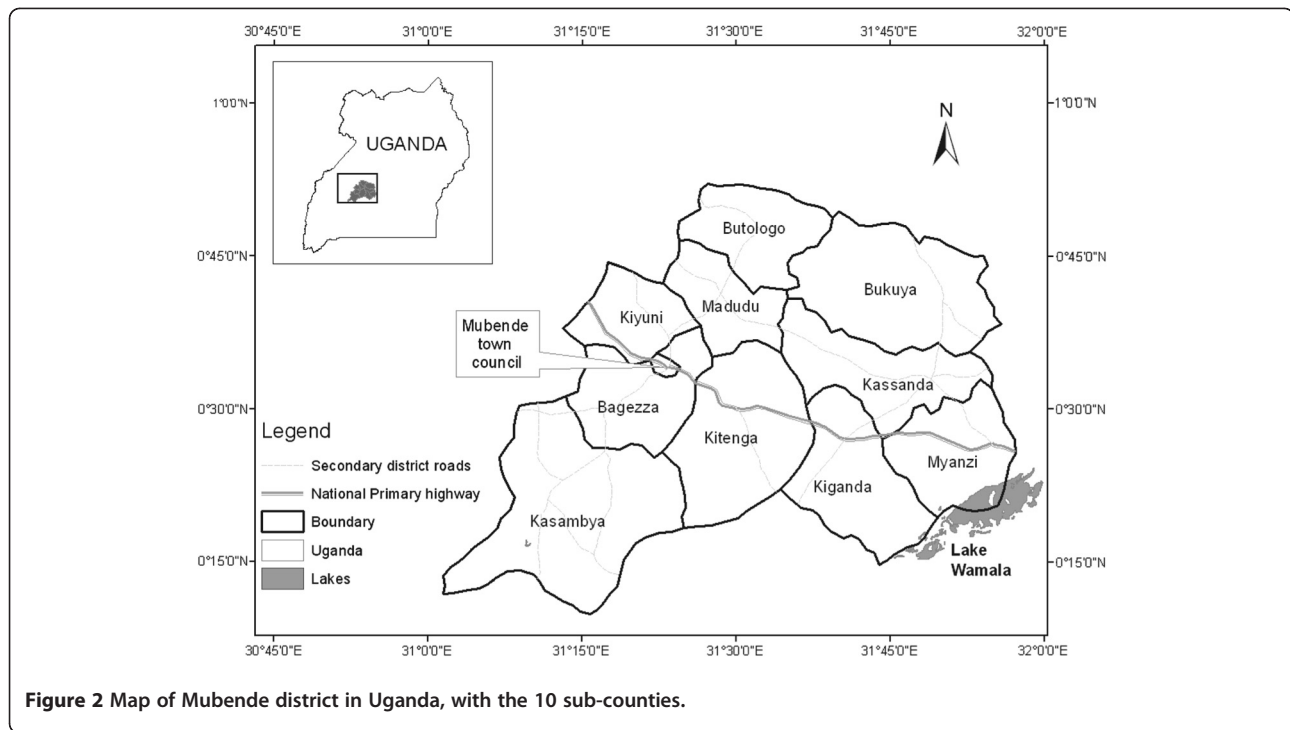 30°45'0"E
31°0'0"E
31°15'0"E
31°30'0"E
31°45'0"E
32°0'0"E
1°0'0"N
1°0'0"N
UGANDA
N
Butologo
0°45'0"N
0°45'0"N
Bukuya
Madudu
Kiyuni
Mubende
town
council
Kassanda
0°30'0"N
0°30'0"N
Bagezza
Kitenga
Myanzi
Kiganda
Kasambya
Lake
Wamala
Legend
Secondary district roads
National Primary highway
Boundary
Uganda
Lakes
0°15'0"N
0°15'0"N
30°45'0"E
31°0'0"E
31°15'0"E
31°30'0"E
31°45'0"E
32°0'0"E
Figure 2 Map of Mubende district in Uganda, with the 10 sub-counties.